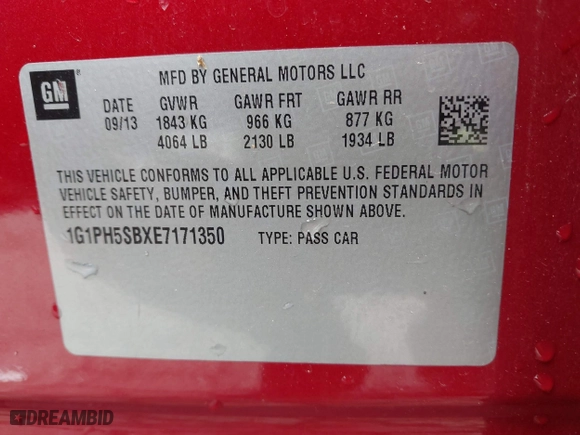 GM
MFD BY GENERAL MOTORS LLC
DATE GVWR GAWR FRT GAWR RR
09/13 1843 KG 966 KG 877 KG
4064 LB 2130 LB 1934 LB
THIS VEHICLE CONFORMS TO ALL APPLICABLE U.S. FEDERAL MOTOR
VEHICLE SAFETY, BUMPER, AND THEFT PREVENTION STANDARDS IN
EFFECT ON THE DATE OF MANUFACTURE SHOWN ABOVE.
1G1PH5SBXE7171350 TYPE: PASS CAR
DREAMBID